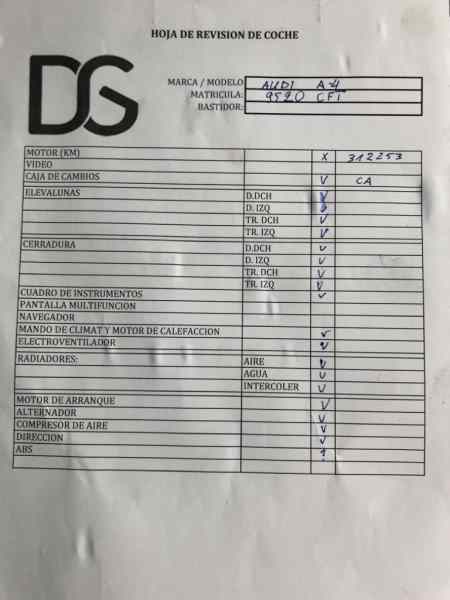 HOJA DE REVISION DE COCHE
DS
MARCA / MODELO AUDI A-4
MATRICULA: 9520 CFT
BASTIDOR:
MOTOR (KM) X 312253
VIDEO
CAJA DE CAMBIOS V CA
ELEVALUNAS D.DCH V
D. IZQ V
TR. DCH V
TR. IZQ V
CERRADURA D.DCH V
D. IZQ V
TR. DCH V
TR. IZQ V
CUADRO DE INSTRUMENTOS V
PANTALLA MULTIFUNCION
NAVEGADOR
MANDO DE CLIMAT Y MOTOR DE CALEFACCION V
ELECTROVENTILADOR V
RADIADORES: AIRE V
AGUA V
INTERCOLER V
MOTOR DE ARRANQUE V
ALTERNADOR V
COMPRESOR DE AIRE V
DIRECCION V
ABS